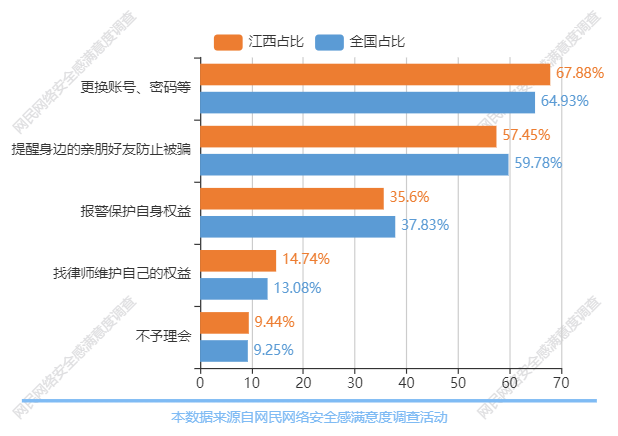 江西占比 全国占比
更换账号、密码等 67.88%
64.93%
提醒身边的亲朋好友防止被骗 57.45%
59.78%
报警保护自身权益 35.6%
37.83%
找律师维护自己的权益 14.74%
13.08%
不予理会 9.44%
9.25%
0 10 20 30 40 50 60 70
本数据来源自网民网络安全感满意度调查活动
网民网络安全感满意度调查
网民网络安全感满意度调查
网民网络安全感满意度调查
网民网络安全感满意度调查